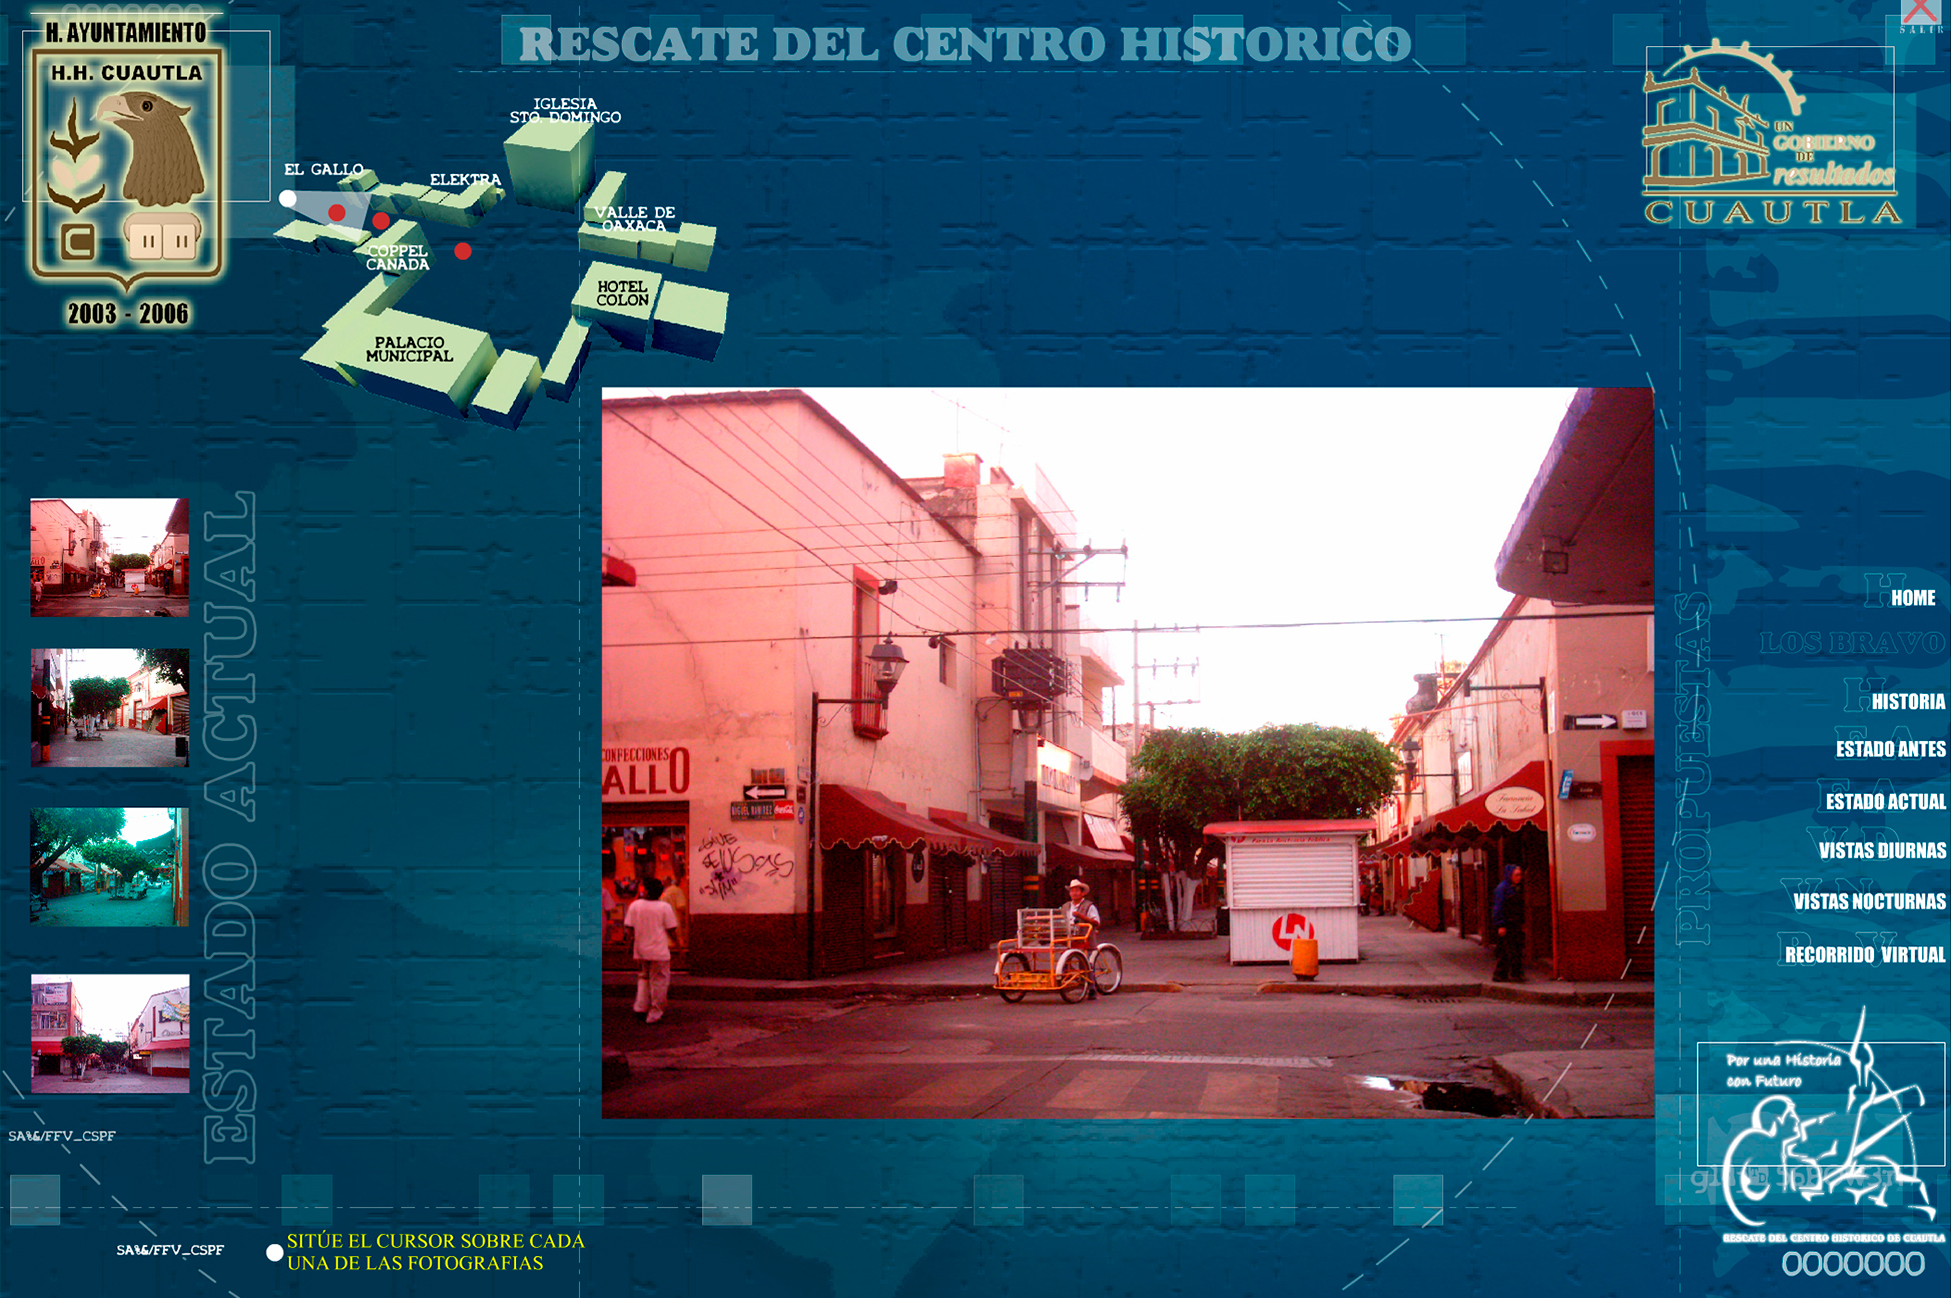 H. AYUNTAMIENTO
H.H. CUAUTLA
C
2003 - 2006
RESCATE DEL CENTRO HISTORICO
SALIR
UN
GOBIERNO
DE
resultados
CUAUTLA
IGLESIA
STO. DOMINGO
EL GALLO
ELEKTRA
VALLE DE
OAXACA
COPPEL
CANADA
HOTEL
COLON
PALACIO
MUNICIPAL
ESTADO ACTUAL
CONFECCIONES
ALLO
LN
PROPUESTAS
HOME
LOS BRAVO
HISTORIA
ESTADO ANTES
ESTADO ACTUAL
VISTAS DIURNAS
VISTAS NOCTURNAS
RECORRIDO VIRTUAL
Por una Historia
con Futuro
RESCATE DEL CENTRO HISTORICO DE CUAUTLA
0000000
SA%&/FFV_CSPF
SA%&/FFV_CSPF
SITÚE EL CURSOR SOBRE CADA
UNA DE LAS FOTOGRAFIAS